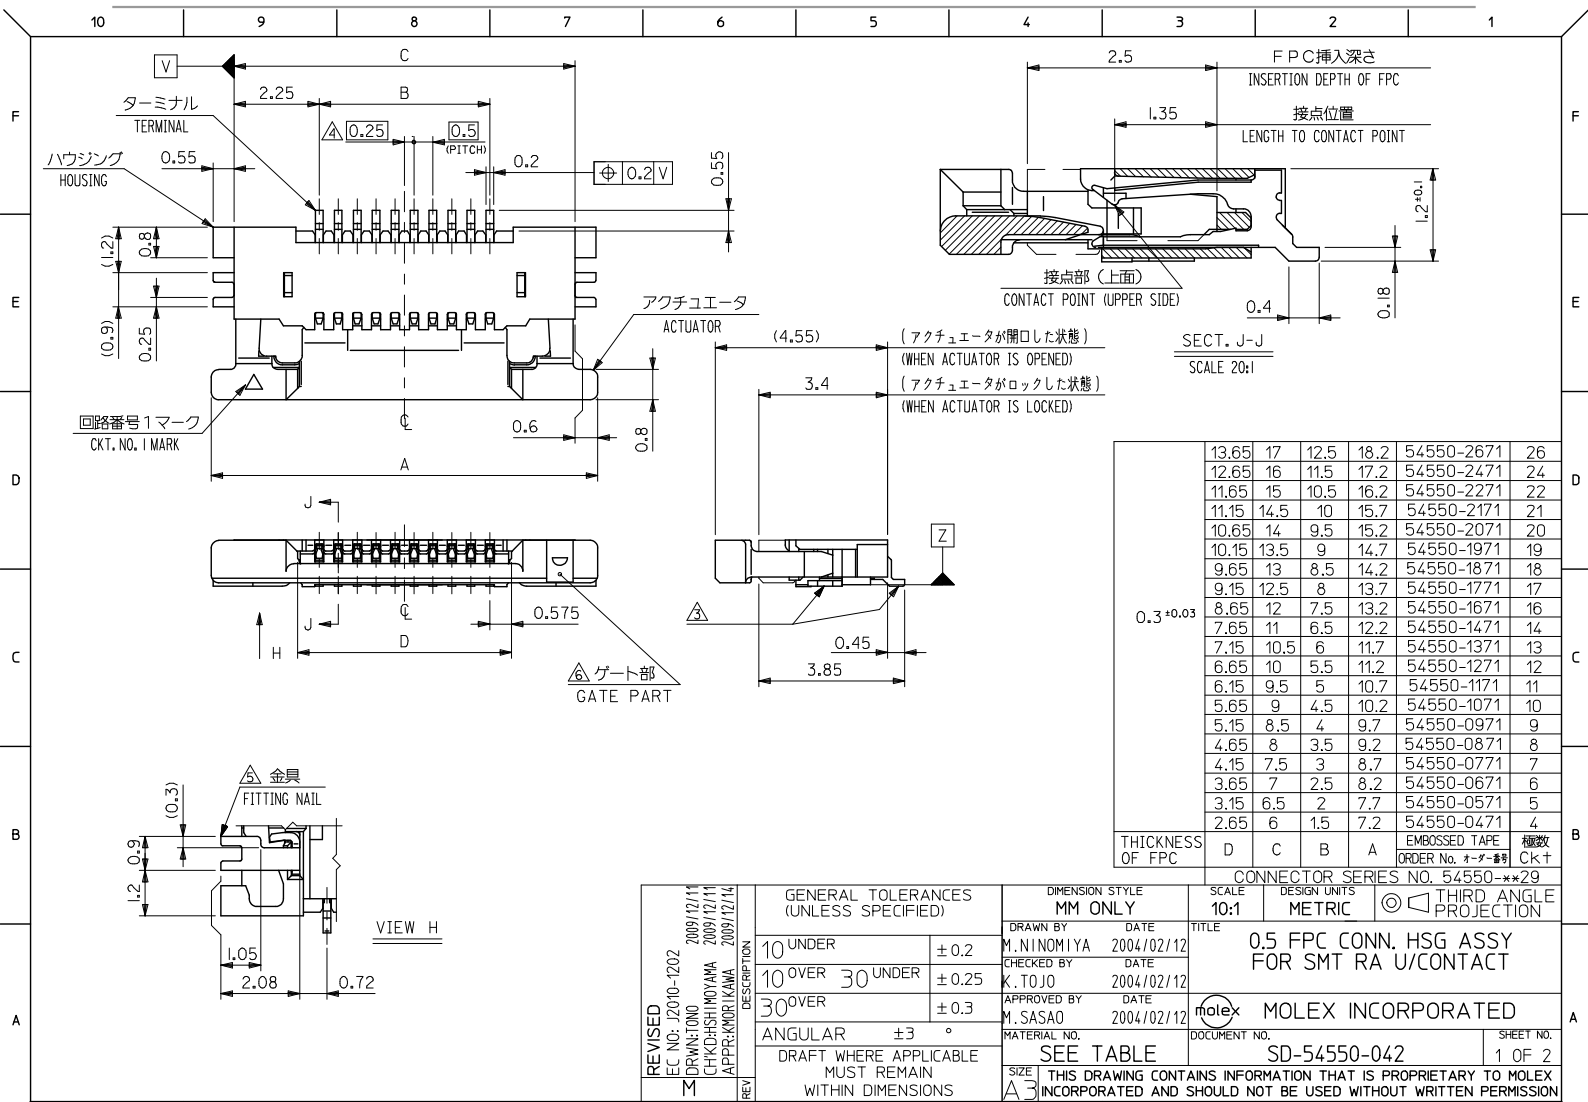 10 9 8 7 6 5 4 3 2 1
F
E
D
C
B
A
F
E
D
C
B
A
V
C
2.25
B
ターミナル
TERMINAL
4 0.25
0.5
(PITCH)
0.2
0.2 V
0.55
ハウジング
HOUSING
0.55
(1.2)
0.8
(0.9)
0.25
アクチュエータ
ACTUATOR
回路番号1マーク
CKT. NO. 1 MARK
0.6
0.8
A
2.5
FPC挿入深さ
INSERTION DEPTH OF FPC
1.35
接点位置
LENGTH TO CONTACT POINT
1.2±0.1
0.18
0.4
接点部(上面)
CONTACT POINT (UPPER SIDE)
SECT. J-J
SCALE 20:1
(4.55)
(アクチュエータが開口した状態)
(WHEN ACTUATOR IS OPENED)
3.4
(アクチュエータがロックした状態)
(WHEN ACTUATOR IS LOCKED)
J
J
H
D
0.575
6 ゲート部
GATE PART
Z
3
0.45
3.85
5 金具
FITTING NAIL
(0.3)
0.9
1.2
1.05
2.08
0.72
VIEW H
0.3±0.03
13.65 17 12.5 18.2 54550-2671 26
12.65 16 11.5 17.2 54550-2471 24
11.65 15 10.5 16.2 54550-2271 22
11.15 14.5 10 15.7 54550-2171 21
10.65 14 9.5 15.2 54550-2071 20
10.15 13.5 9 14.7 54550-1971 19
9.65 13 8.5 14.2 54550-1871 18
9.15 12.5 8 13.7 54550-1771 17
8.65 12 7.5 13.2 54550-1671 16
7.65 11 6.5 12.2 54550-1471 14
7.15 10.5 6 11.7 54550-1371 13
6.65 10 5.5 11.2 54550-1271 12
6.15 9.5 5 10.7 54550-1171 11
5.65 9 4.5 10.2 54550-1071 10
5.15 8.5 4 9.7 54550-0971 9
4.65 8 3.5 9.2 54550-0871 8
4.15 7.5 3 8.7 54550-0771 7
3.65 7 2.5 8.2 54550-0671 6
3.15 6.5 2 7.7 54550-0571 5
2.65 6 1.5 7.2 54550-0471 4
THICKNESS OF FPC D C B A EMBOSSED TAPE 極数
ORDER No. オーダー番号 Ckt
CONNECTOR SERIES NO. 54550-**29
REVISED
EC NO: J2010-1202
DRWN:TONO 2009/12/11
CH'KD:HSHIMOYAMA 2009/12/11
APPR:KMORIKAWA 2009/12/14
DESCRIPTION
M
REV
GENERAL TOLERANCES
(UNLESS SPECIFIED)
10 UNDER ±0.2
10 OVER 30 UNDER ±0.25
30 OVER ±0.3
ANGULAR ±3 °
DRAFT WHERE APPLICABLE
MUST REMAIN
WITHIN DIMENSIONS
DIMENSION STYLE
MM ONLY
SCALE
10:1
DESIGN UNITS
METRIC
THIRD ANGLE
PROJECTION
DRAWN BY DATE
M.NINOMIYA 2004/02/12
CHECKED BY DATE
K.TOJO 2004/02/12
APPROVED BY DATE
M.SASAO 2004/02/12
TITLE
0.5 FPC CONN. HSG ASSY
FOR SMT RA U/CONTACT
molex MOLEX INCORPORATED
MATERIAL NO.
SEE TABLE
DOCUMENT NO.
SD-54550-042
SHEET NO.
1 OF 2
SIZE
A3
THIS DRAWING CONTAINS INFORMATION THAT IS PROPRIETARY TO MOLEX
INCORPORATED AND SHOULD NOT BE USED WITHOUT WRITTEN PERMISSION